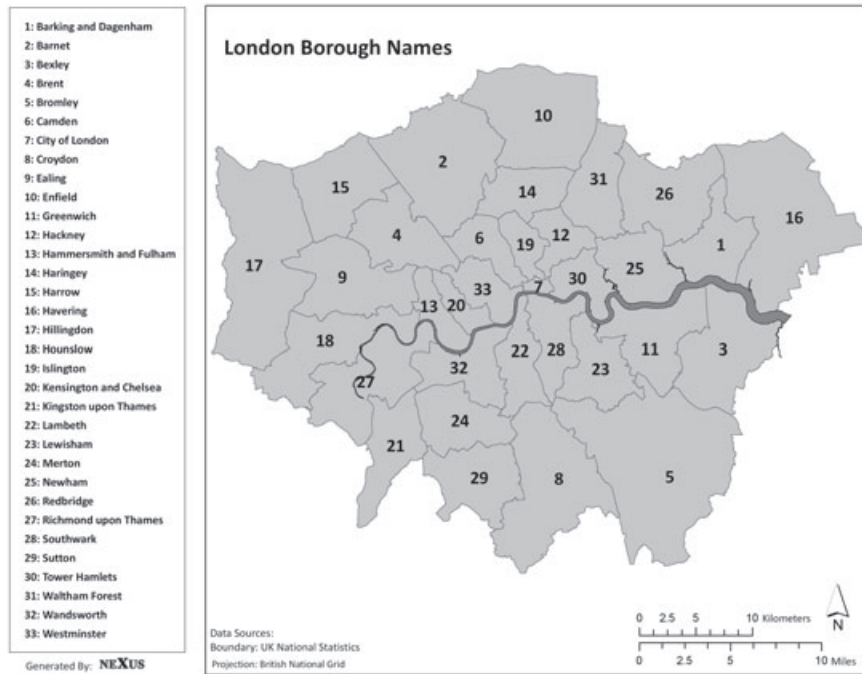 1: Barking and Dagenham
2: Barnet
3: Bexley
4: Brent
5: Bromley
6: Camden
7: City of London
8: Croydon
9: Ealing
10: Enfield
11: Greenwich
12: Hackney
13: Hammersmith and Fulham
14: Haringey
15: Harrow
16: Havering
17: Hillingdon
18: Hounslow
19: Islington
20: Kensington and Chelsea
21: Kingston upon Thames
22: Lambeth
23: Lewisham
24: Merton
25: Newham
26: Redbridge
27: Richmond upon Thames
28: Southwark
29: Sutton
30: Tower Hamlets
31: Waltham Forest
32: Wandsworth
33: Westminster
Generated By: NEXUS
London Borough Names
10
2
31
15
14
26
16
4
6
19
12
1
17
9
25
33
30
7
13
20
18
22
28
11
3
27
32
23
24
21
29
8
5
Data Sources:
Boundary: UK National Statistics
Projection: British National Grid
0 2.5 5 10 Kilometers
0 2.5 5 10 Miles
N